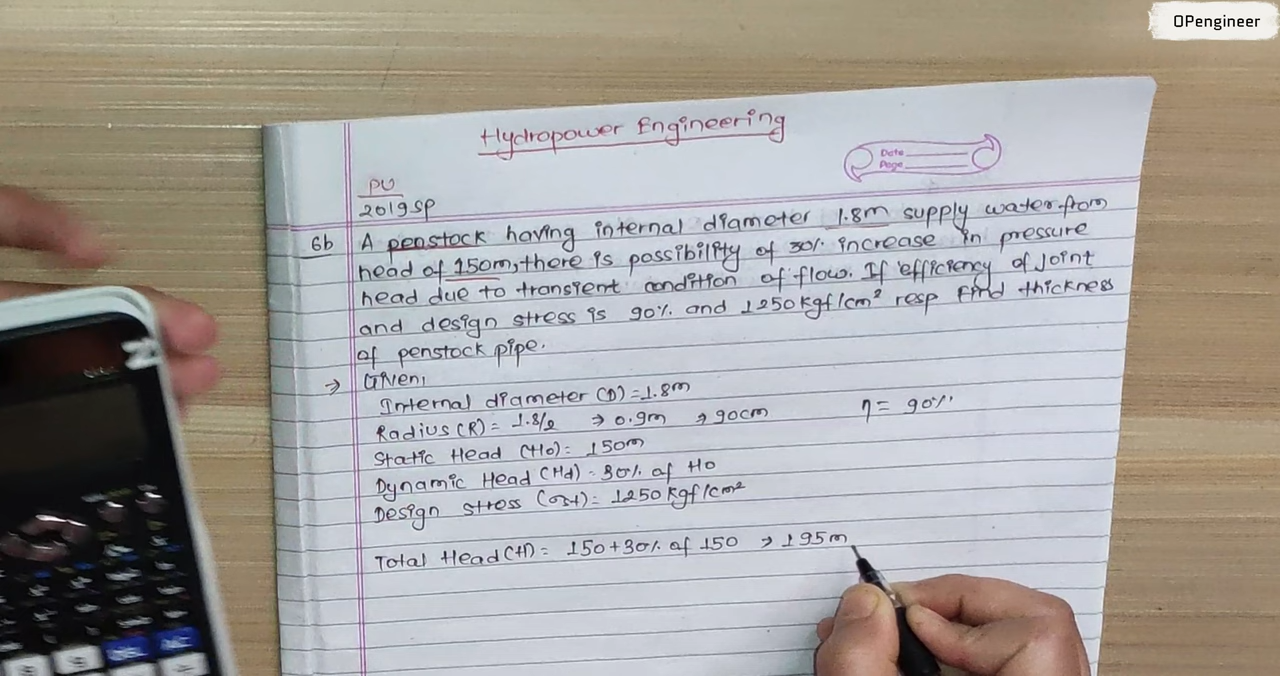 OPengineer
Hydropower Engineering
Date
Page
PU
2019 sp
6b A penstock having internal diameter 1.8m supply water from
head of 150m, there is possibility of 30% increase in pressure
head due to transient condition of flow. If efficiency of joint
and design stress is 90% and 1250 kgf/cm² resp find thickness
of penstock pipe.
→ Given,
Internal diameter (D) = 1.8m
Radius (R) = 1.8/2 → 0.9m → 90cm η = 90%
Static Head (Ho) = 150m
Dynamic Head (Hd) = 30% of Ho
Design stress (σst) = 1250 kgf/cm²
Total Head (H) = 150 + 30% of 150 → 195m